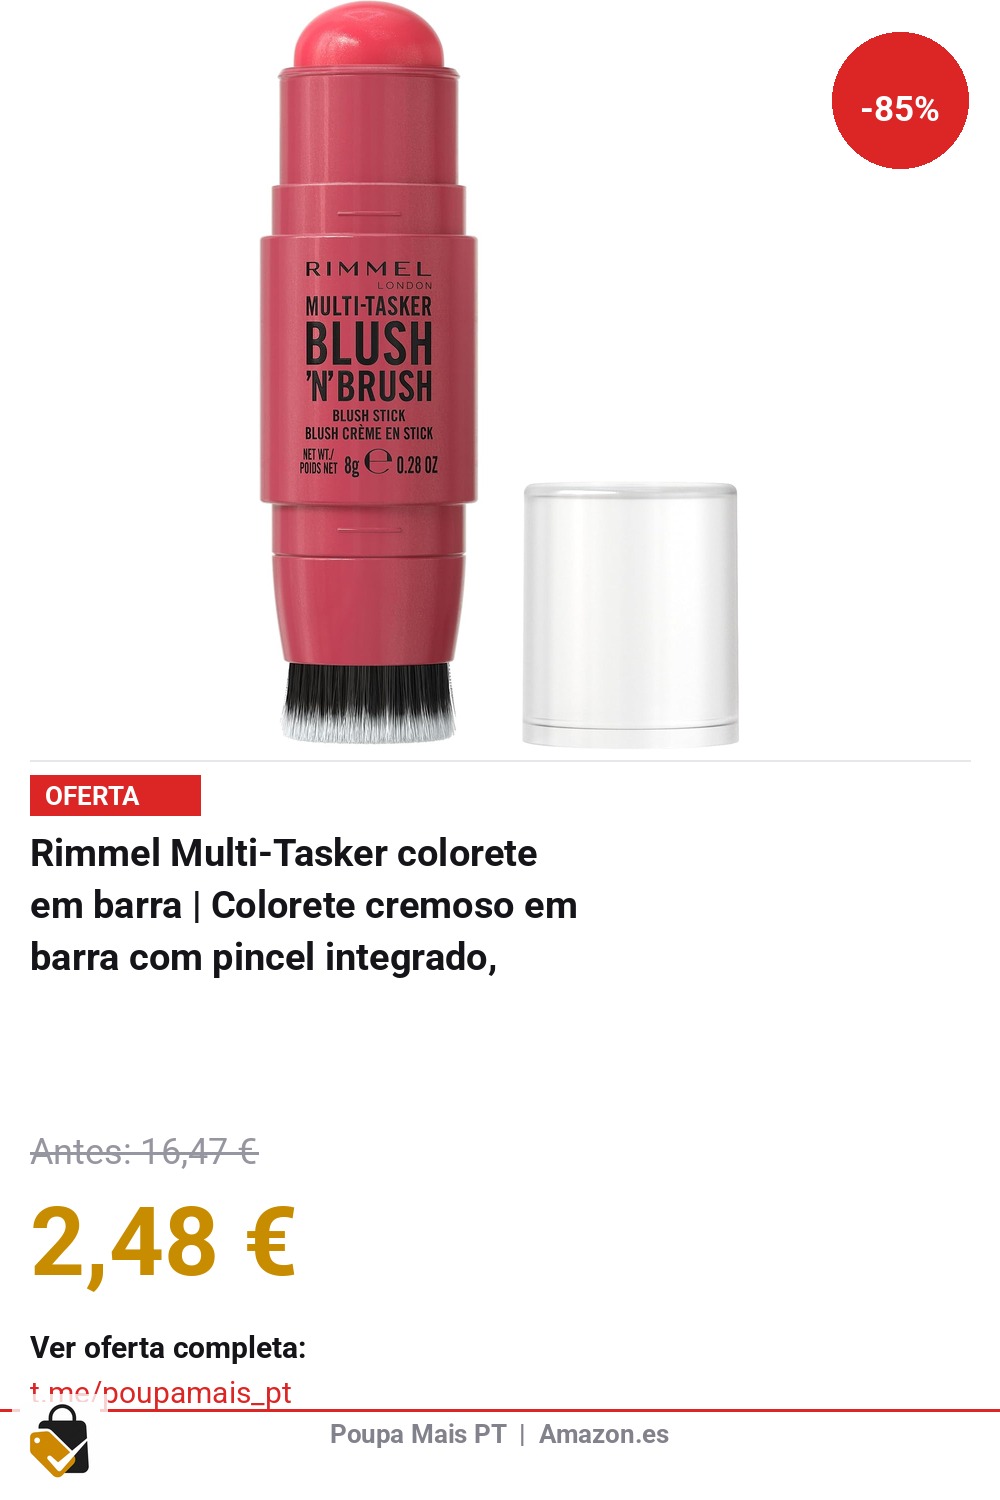 -85%
RIMMEL
LONDON
MULTI-TASKER
BLUSH
'N' BRUSH
BLUSH STICK
BLUSH CRÈME EN STICK
NET WT./
POIDS NET 8g ℮ 0.28 OZ
OFERTA
Rimmel Multi-Tasker colorete
em barra | Colorete cremoso em
barra com pincel integrado,
Antes: 16,47 €
2,48 €
Ver oferta completa:
t.me/poupamais_pt
Poupa Mais PT | Amazon.es